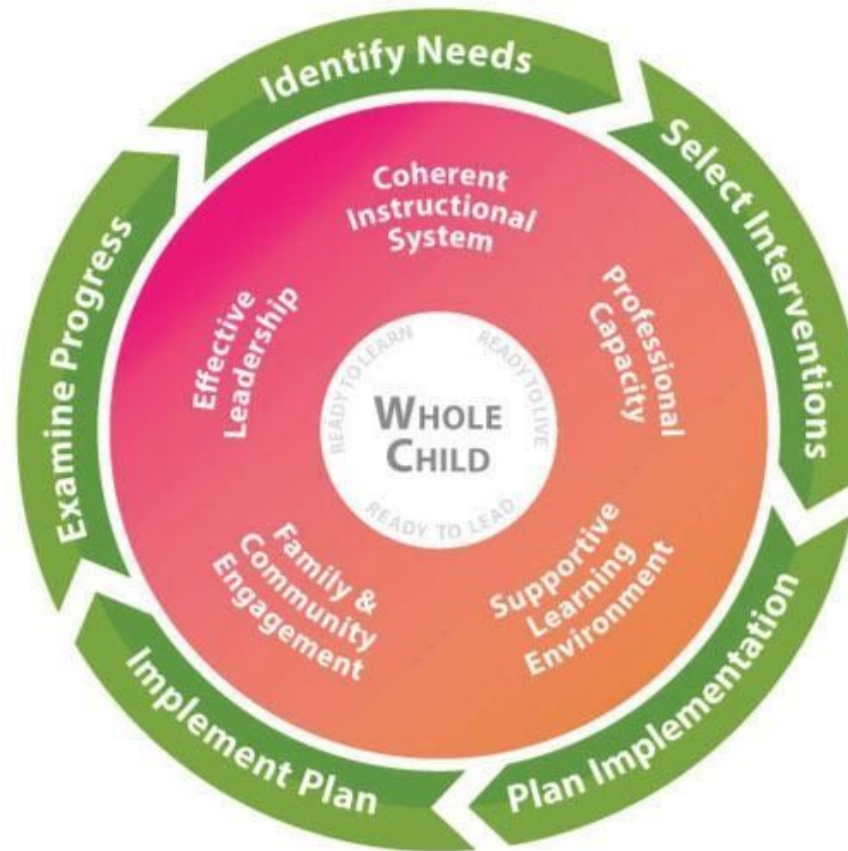 Identify Needs
Select Interventions
Plan Implementation
Implement Plan
Examine Progress
Coherent
Instructional
System
Professional
Capacity
Supportive
Learning
Environment
Family &
Community
Engagement
Effective
Leadership
READY TO LEARN
READY TO LIVE
READY TO LEAD
WHOLE
CHILD